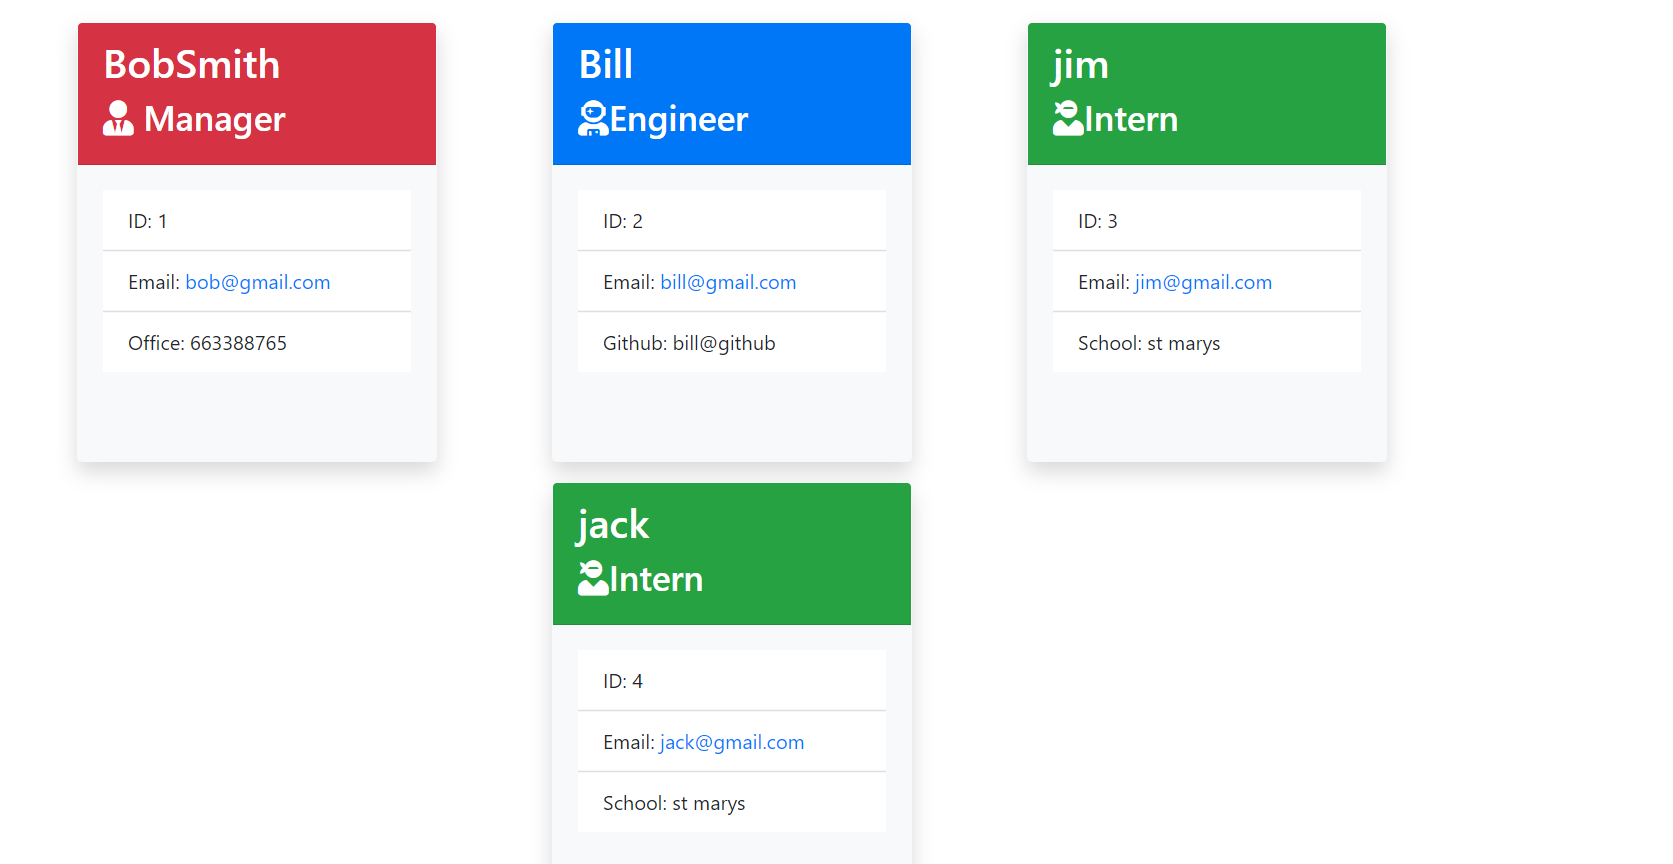 BobSmith
Manager
ID: 1
Email: bob@gmail.com
Office: 663388765
Bill
Engineer
ID: 2
Email: bill@gmail.com
Github: bill@github
jim
Intern
ID: 3
Email: jim@gmail.com
School: st marys
jack
Intern
ID: 4
Email: jack@gmail.com
School: st marys